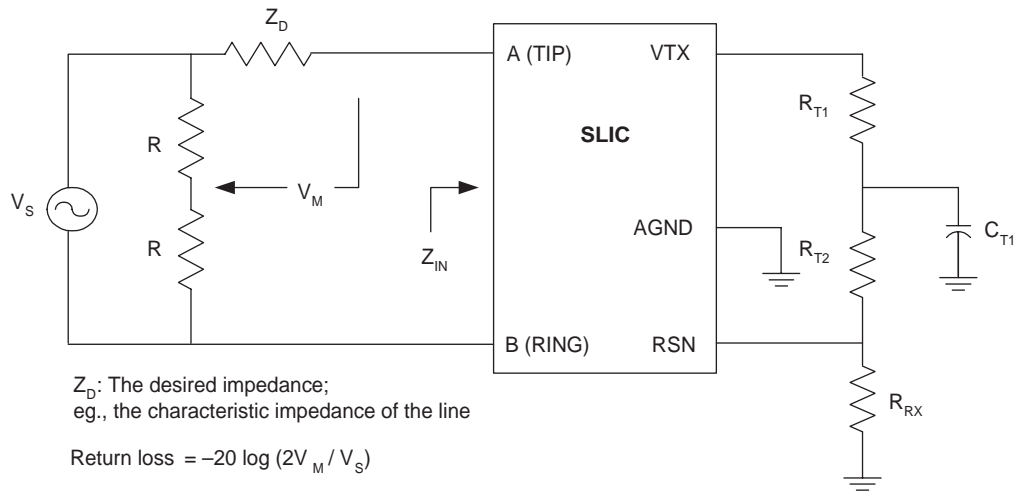 Z_D
A (TIP)
VTX
R_T1
SLIC
R
V_M
V_S
AGND
C_T1
R
Z_IN
R_T2
B (RING)
RSN
Z_D: The desired impedance;
eg., the characteristic impedance of the line
R_RX
Return loss = –20 log (2V_M / V_S)